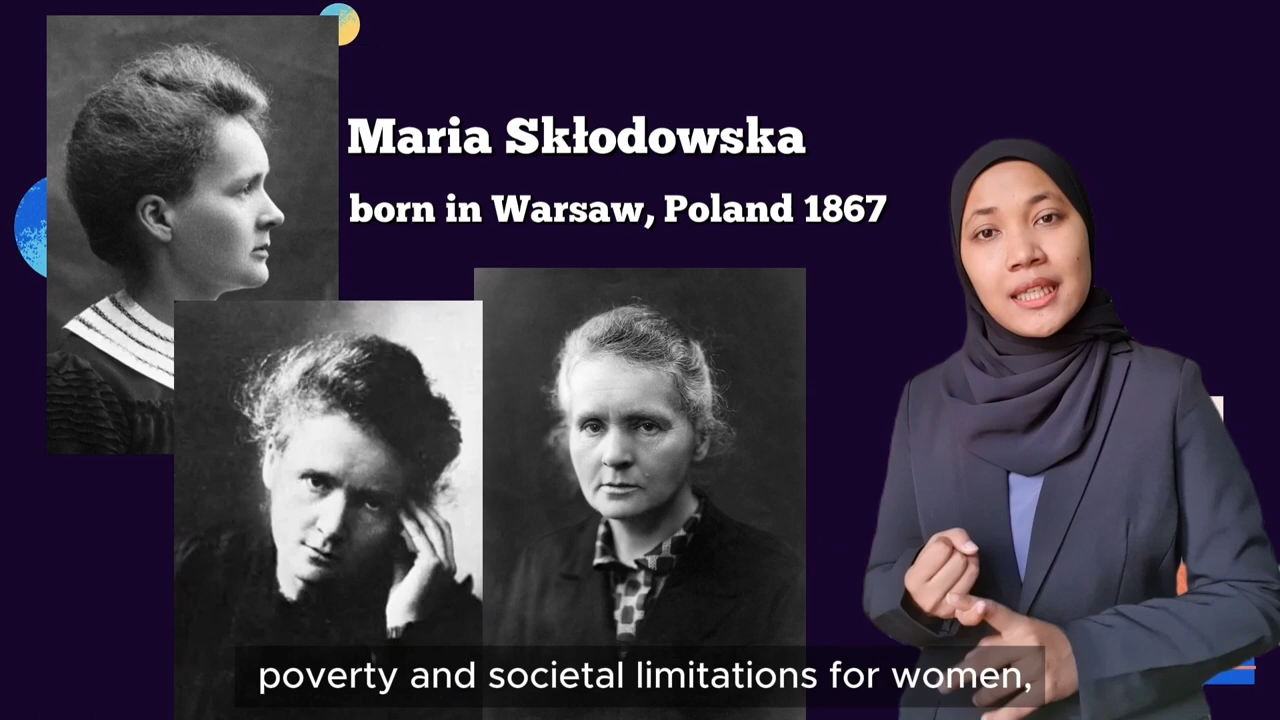 Maria Skłodowska
born in Warsaw, Poland 1867
poverty and societal limitations for women,